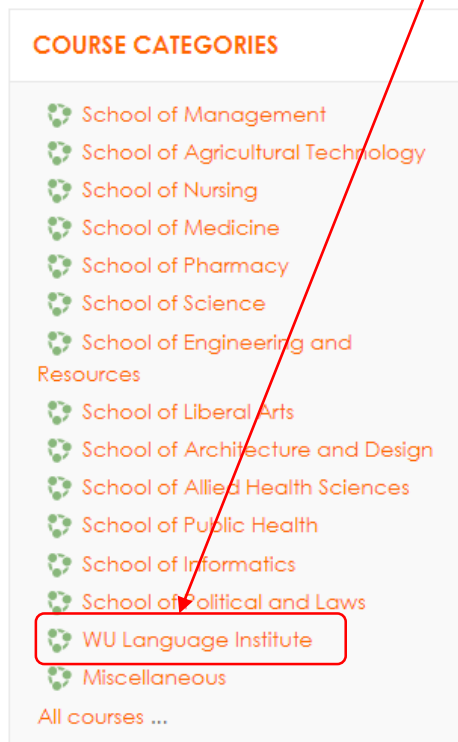 COURSE CATEGORIES
School of Management
School of Agricultural Technology
School of Nursing
School of Medicine
School of Pharmacy
School of Science
School of Engineering and
Resources
School of Liberal Arts
School of Architecture and Design
School of Allied Health Sciences
School of Public Health
School of Informatics
School of Political and Laws
WU Language Institute
Miscellaneous
All courses ...